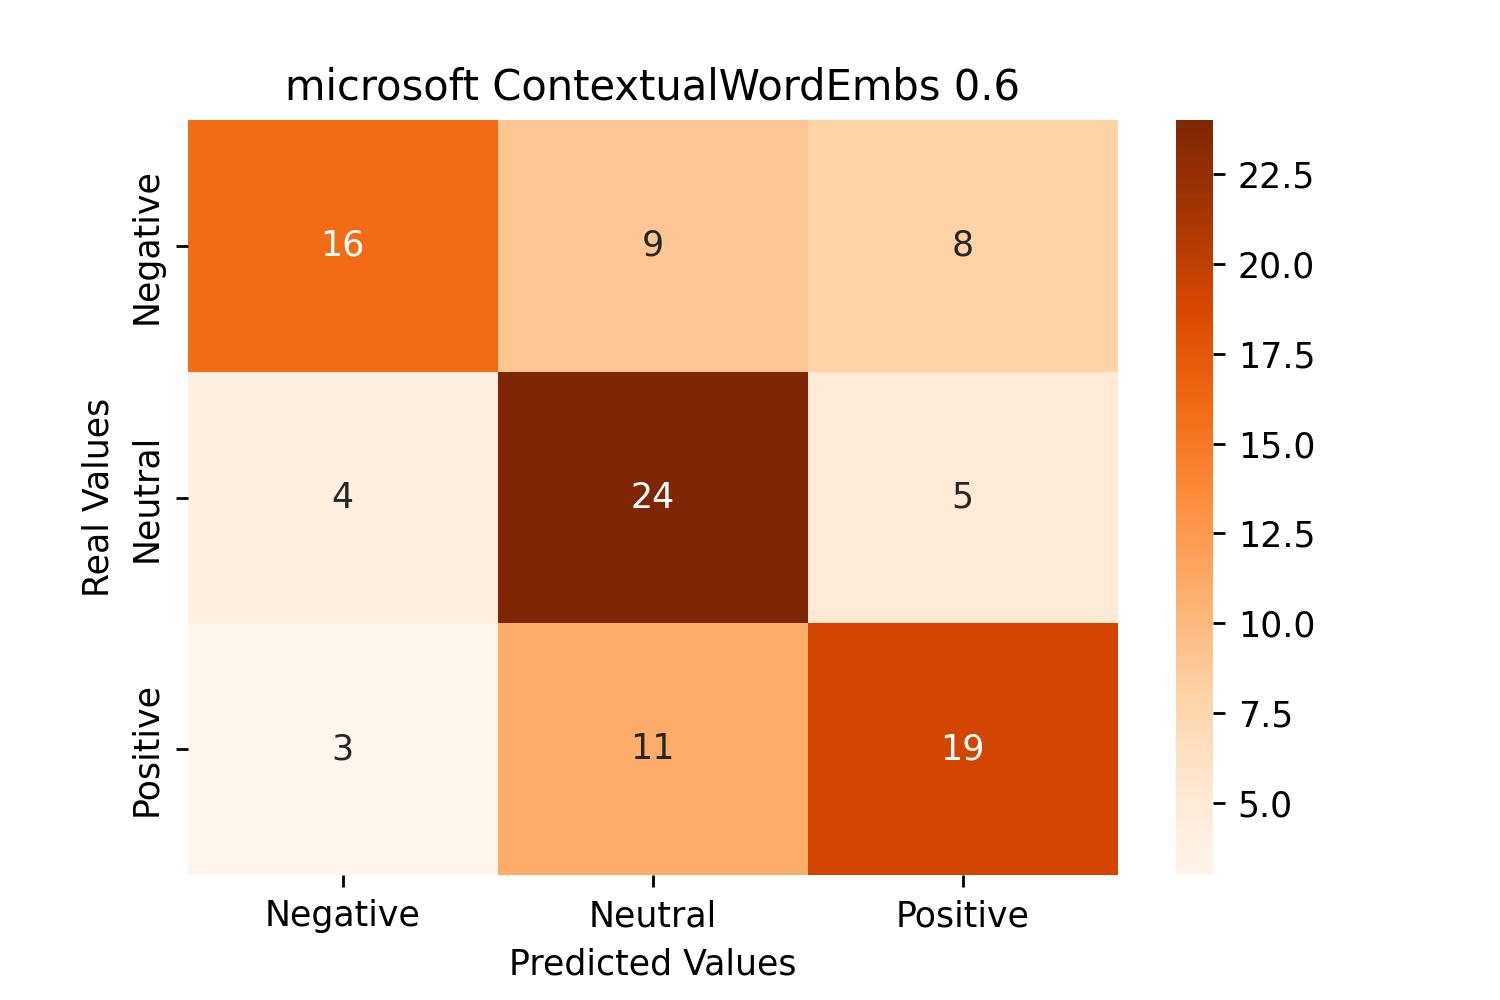 microsoft ContextualWordEmbs 0.6
Real Values
Negative
16 9 8
Neutral
4 24 5
Positive
3 11 19
Negative Neutral Positive
Predicted Values
22.5
20.0
17.5
15.0
12.5
10.0
7.5
5.0